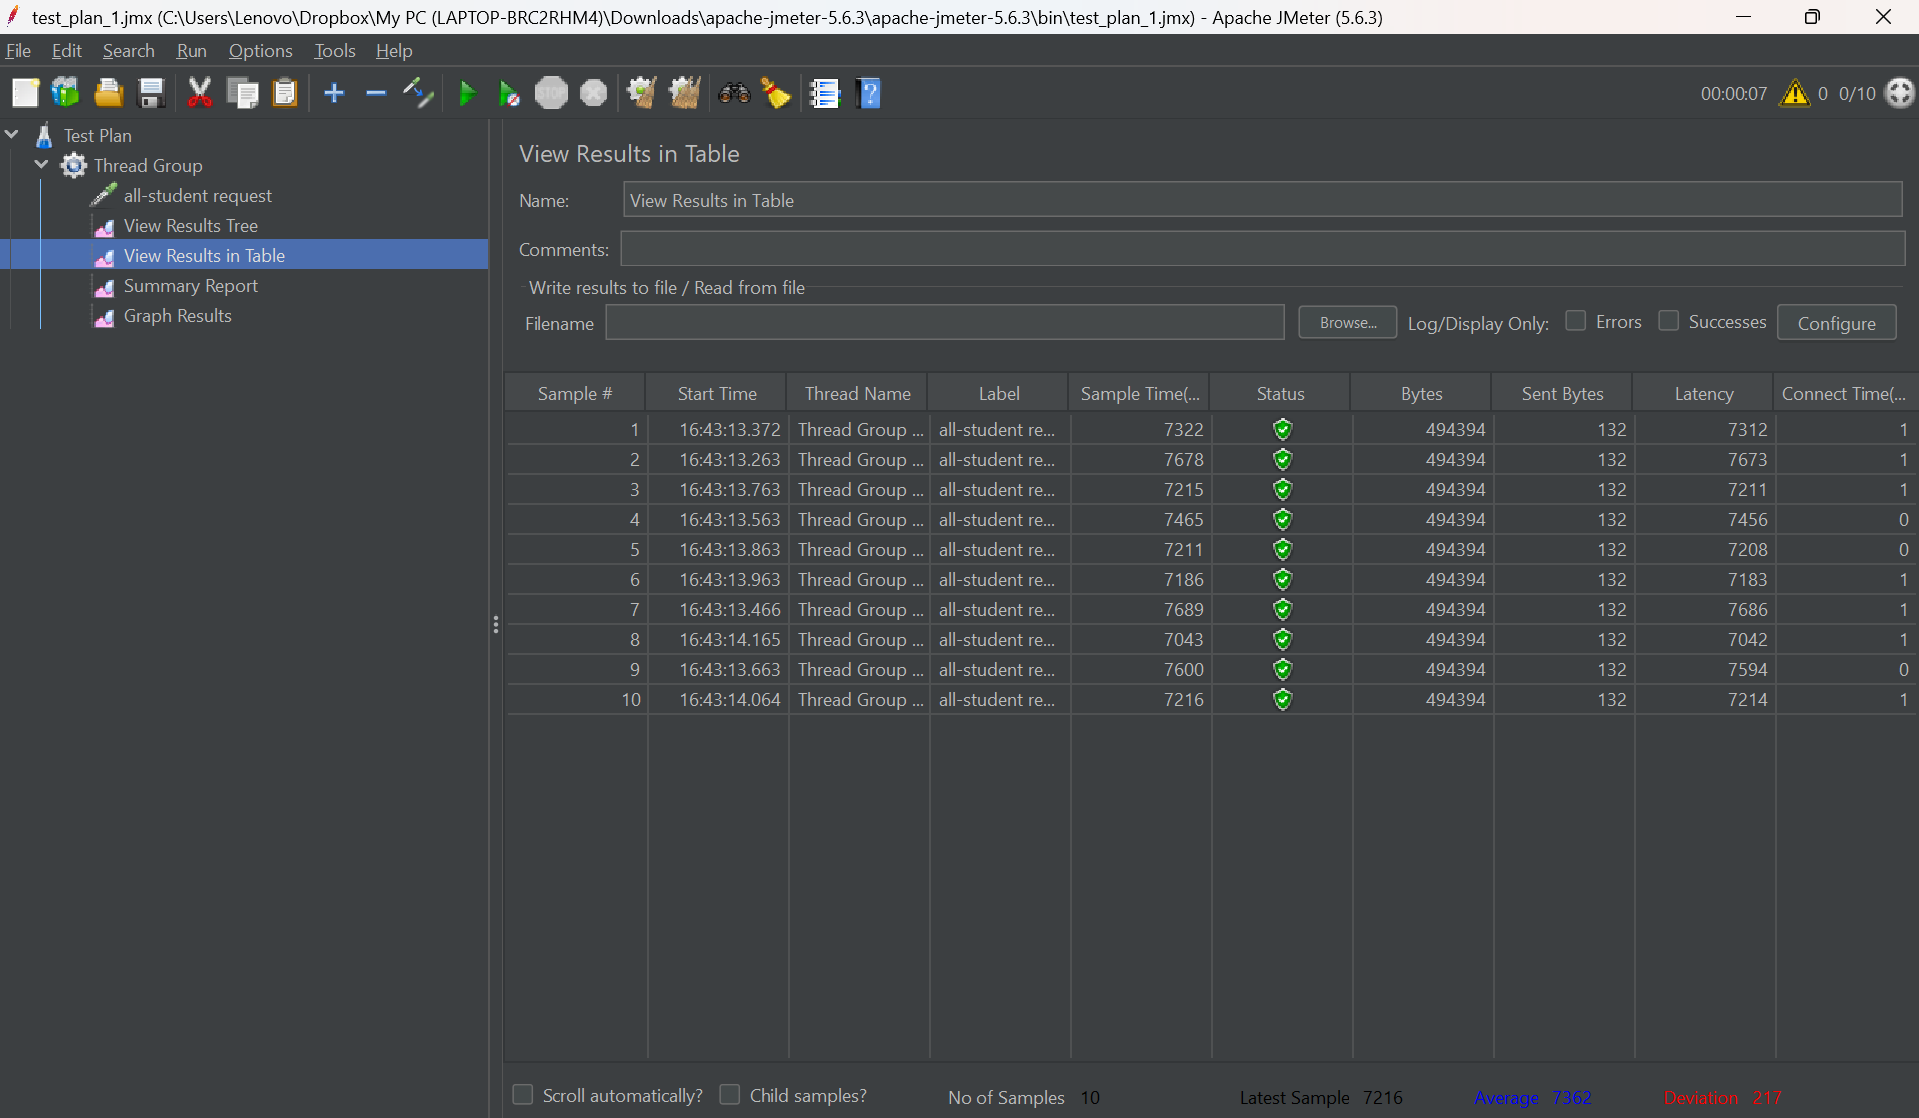 test_plan_1.jmx (C:\Users\Lenovo\Dropbox\My PC (LAPTOP-BRC2RHM4)\Downloads\apache-jmeter-5.6.3\apache-jmeter-5.6.3\bin\test_plan_1.jmx) - Apache JMeter (5.6.3)
File Edit Search Run Options Tools Help
STOP 00:00:07 0 0/10
Test Plan
Thread Group
all-student request
View Results Tree
View Results in Table
Summary Report
Graph Results
View Results in Table
Name: View Results in Table
Comments:
Write results to file / Read from file
Filename Browse... Log/Display Only: Errors Successes Configure
Sample # Start Time Thread Name Label Sample Time(... Status Bytes Sent Bytes Latency Connect Time(...
1 16:43:13.372 Thread Group ... all-student re... 7322 494394 132 7312 1
2 16:43:13.263 Thread Group ... all-student re... 7678 494394 132 7673 1
3 16:43:13.763 Thread Group ... all-student re... 7215 494394 132 7211 1
4 16:43:13.563 Thread Group ... all-student re... 7465 494394 132 7456 0
5 16:43:13.863 Thread Group ... all-student re... 7211 494394 132 7208 0
6 16:43:13.963 Thread Group ... all-student re... 7186 494394 132 7183 1
7 16:43:13.466 Thread Group ... all-student re... 7689 494394 132 7686 1
8 16:43:14.165 Thread Group ... all-student re... 7043 494394 132 7042 1
9 16:43:13.663 Thread Group ... all-student re... 7600 494394 132 7594 0
10 16:43:14.064 Thread Group ... all-student re... 7216 494394 132 7214 1
Scroll automatically? Child samples? No of Samples 10 Latest Sample 7216 Average 7362 Deviation 217